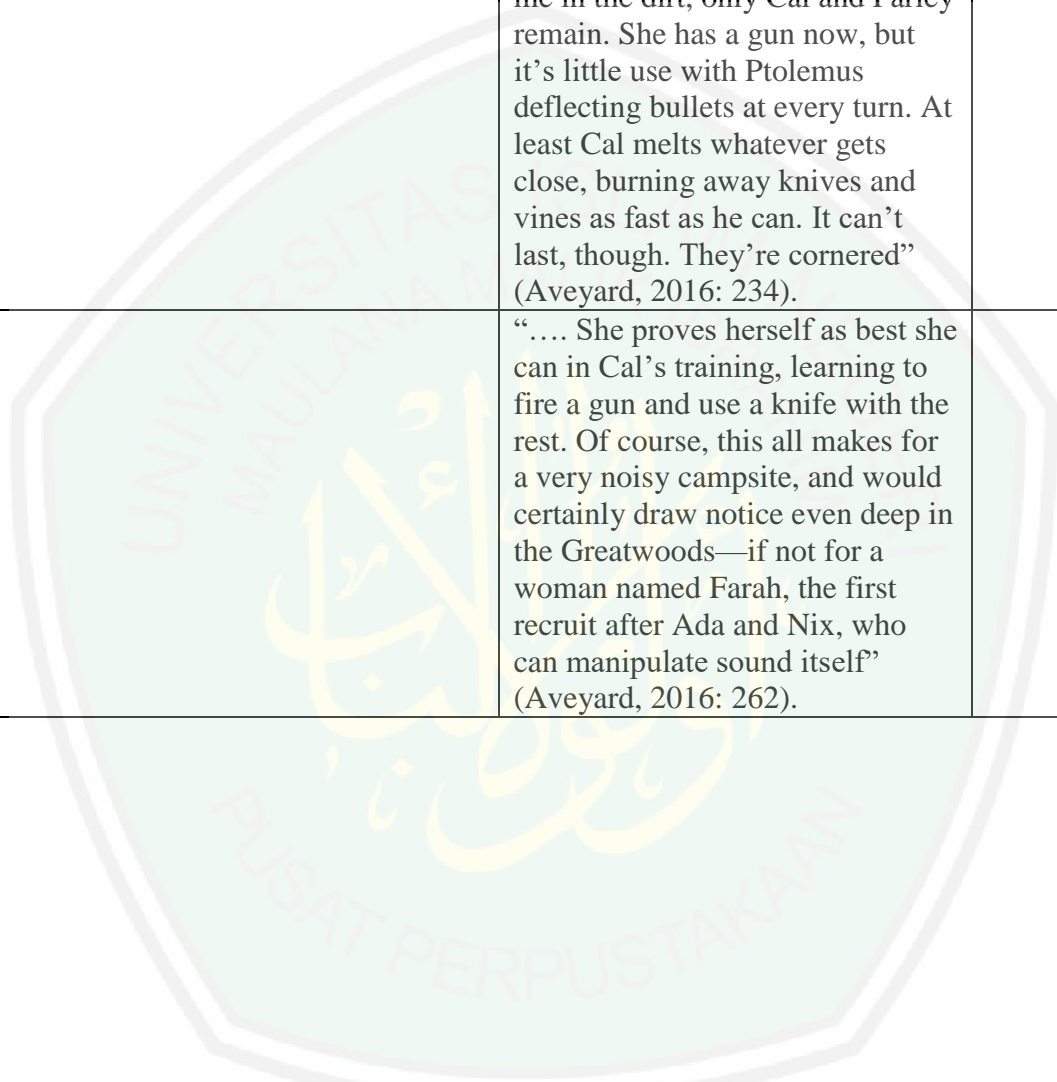 me in the dirt, only Cal and Farley
remain. She has a gun now, but
it’s little use with Ptolemus
deflecting bullets at every turn. At
least Cal melts whatever gets
close, burning away knives and
vines as fast as he can. It can’t
last, though. They’re cornered”
(Aveyard, 2016: 234).
“…. She proves herself as best she
can in Cal’s training, learning to
fire a gun and use a knife with the
rest. Of course, this all makes for
a very noisy campsite, and would
certainly draw notice even deep in
the Greatwoods—if not for a
woman named Farah, the first
recruit after Ada and Nix, who
can manipulate sound itself”
(Aveyard, 2016: 262).
PUSAT PERPUSTAKAAN